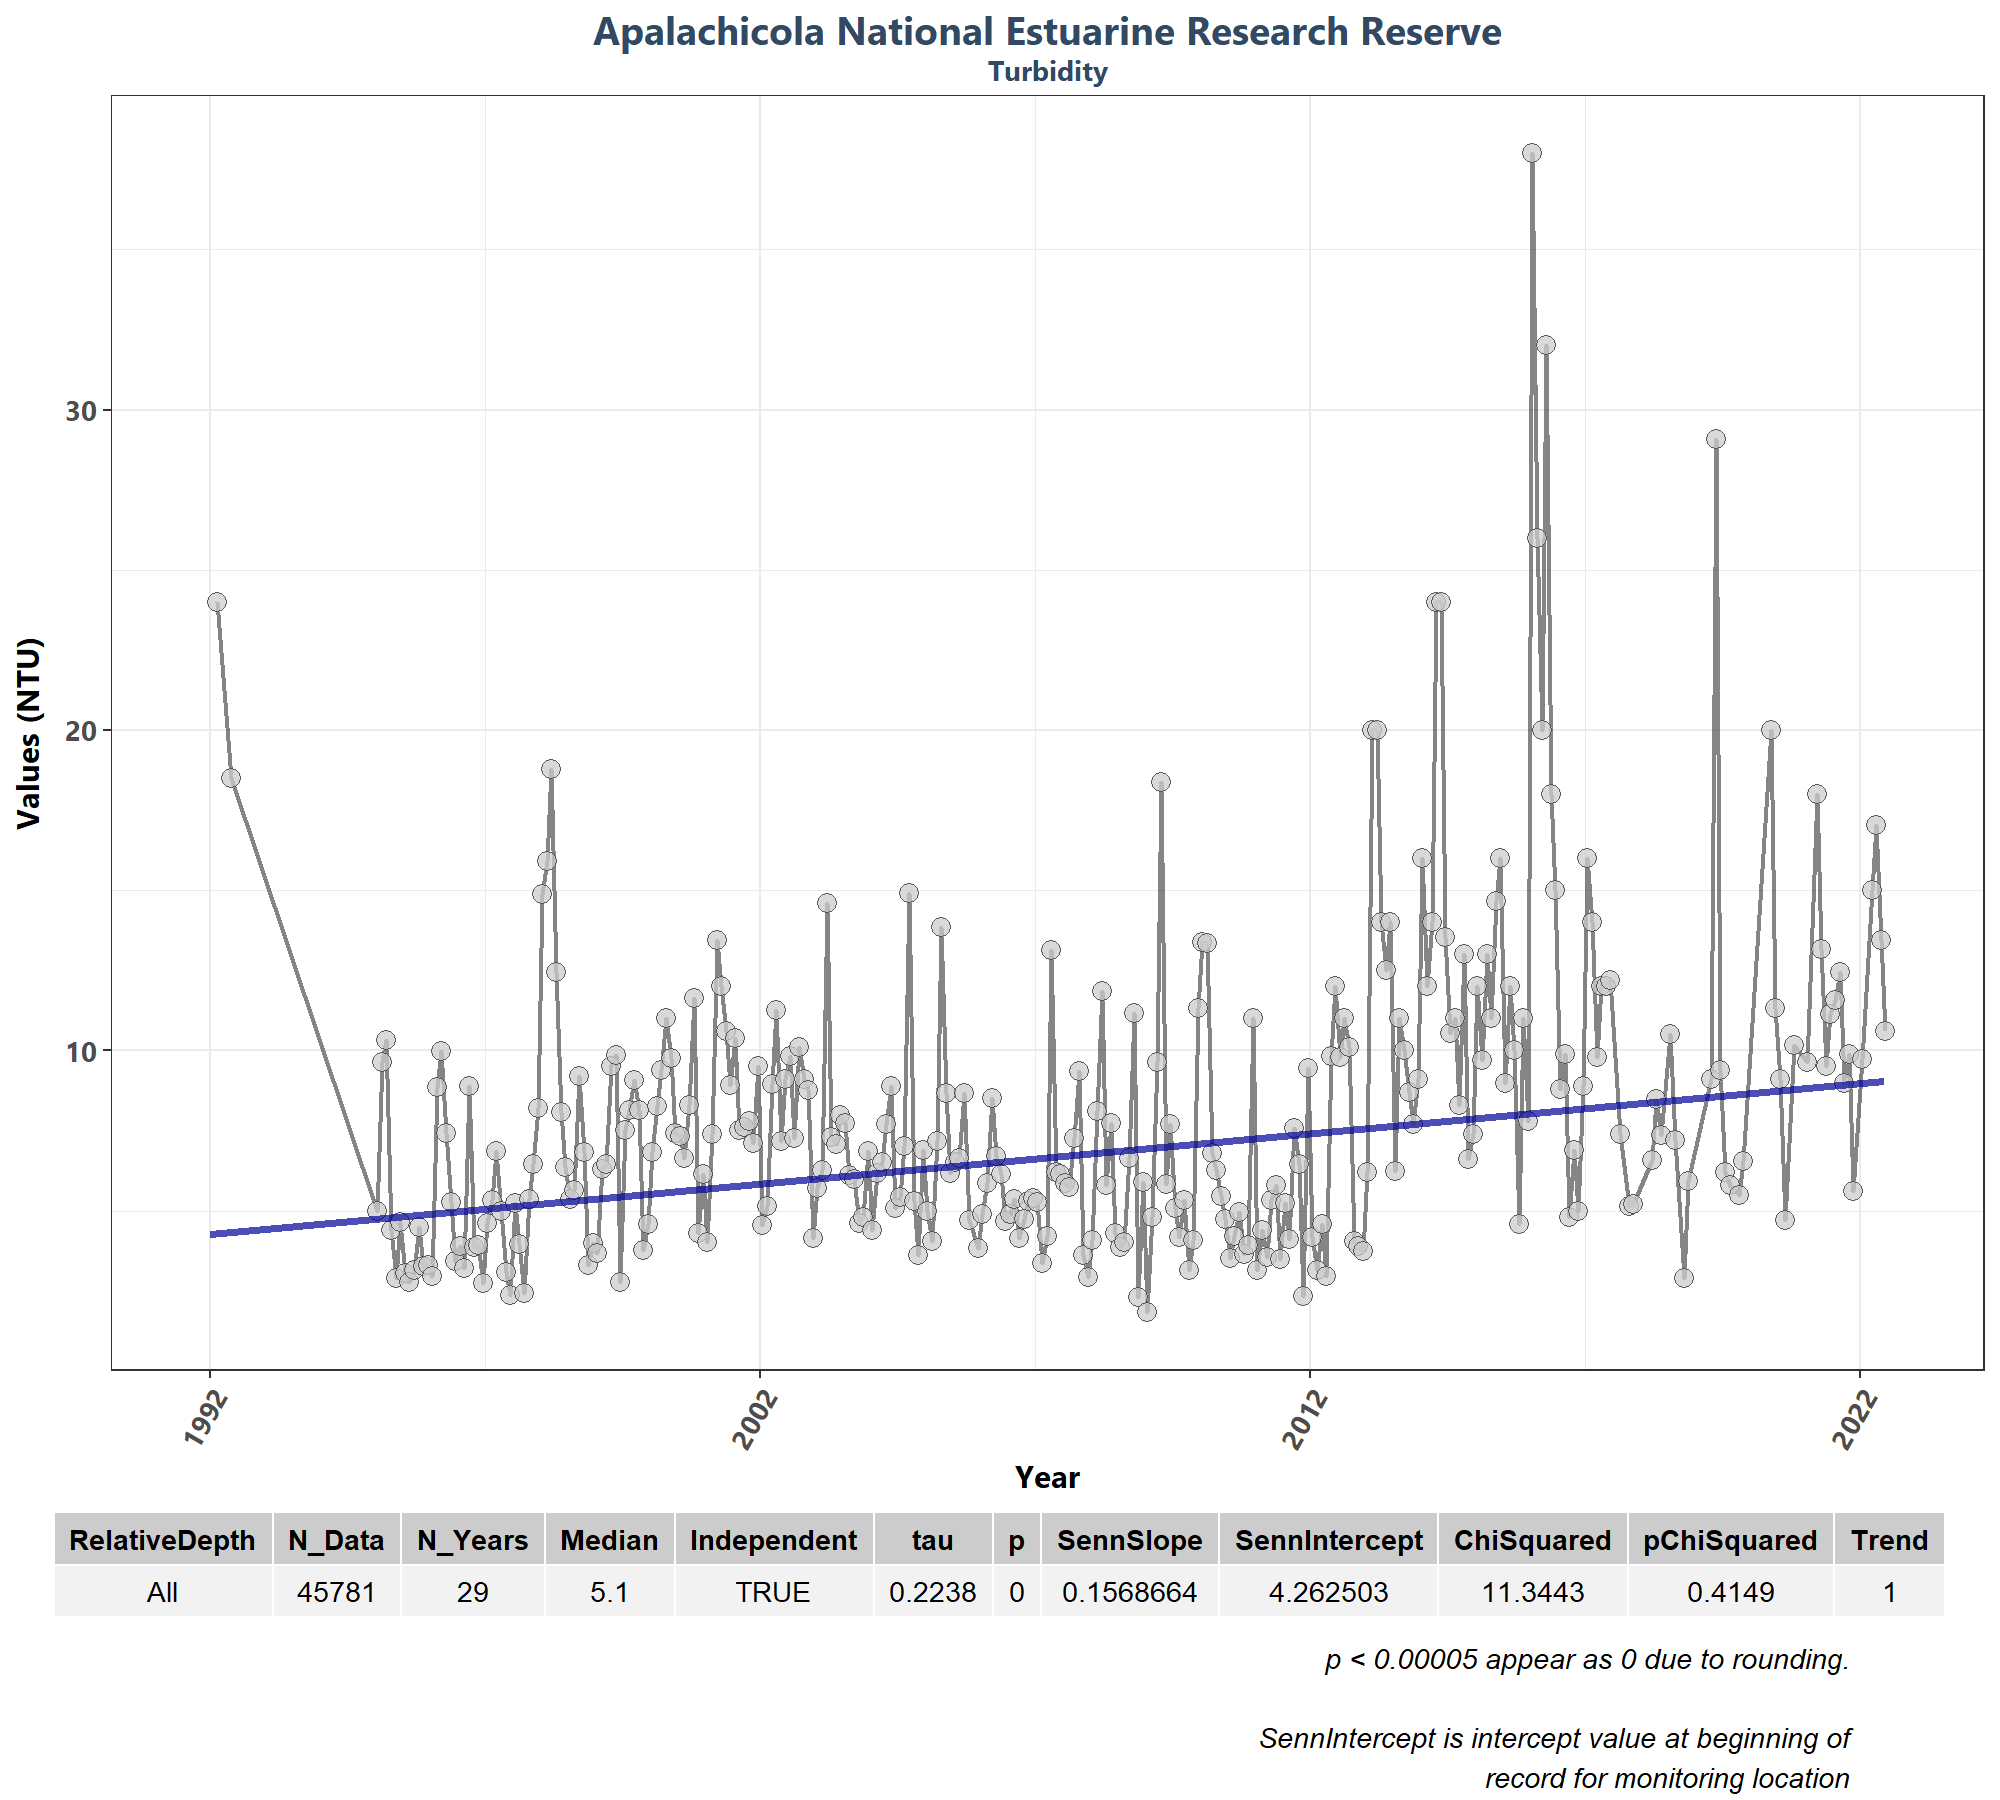 Apalachicola National Estuarine Research Reserve
Turbidity
Values (NTU)
30
20
10
1992
2002
2012
2022
Year
RelativeDepth N_Data N_Years Median Independent tau p SennSlope SennIntercept ChiSquared pChiSquared Trend
All 45781 29 5.1 TRUE 0.2238 0 0.1568664 4.262503 11.3443 0.4149 1
p < 0.00005 appear as 0 due to rounding.
SennIntercept is intercept value at beginning of
record for monitoring location